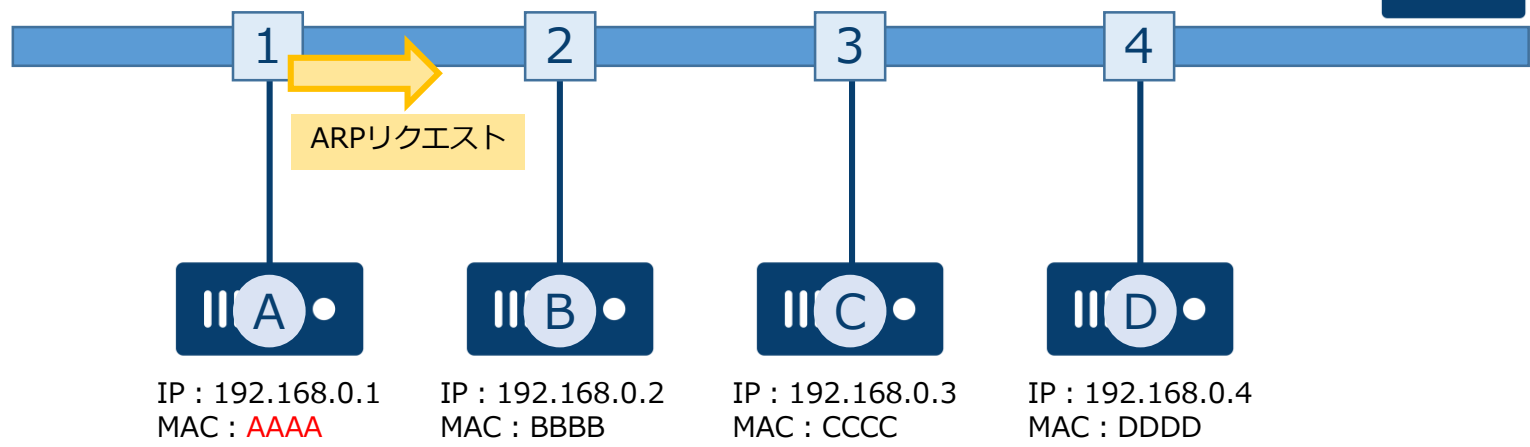 1 2 3 4
ARPリクエスト
A B C D
IP：192.168.0.1 IP：192.168.0.2 IP：192.168.0.3 IP：192.168.0.4
MAC：AAAA MAC：BBBB MAC：CCCC MAC：DDDD